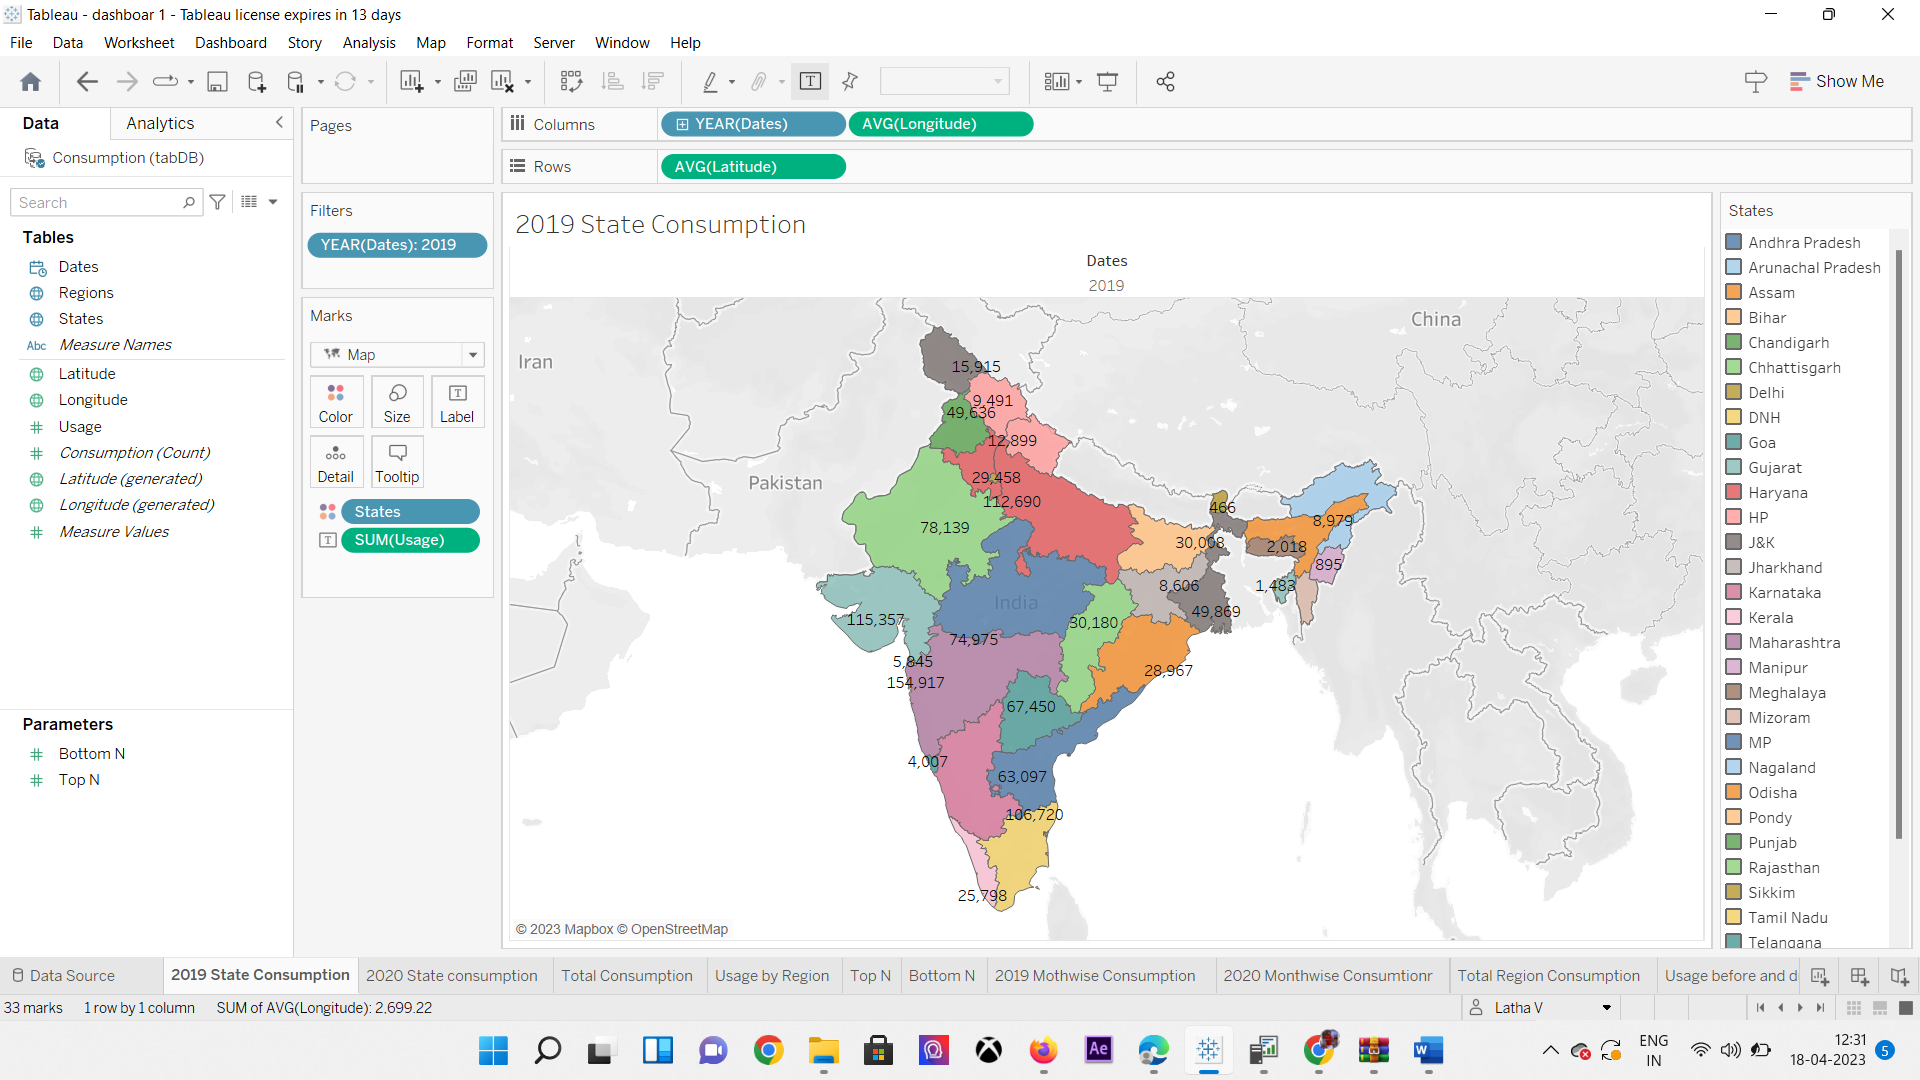 Tableau - dashboar 1 - Tableau license expires in 13 days
File Data Worksheet Dashboard Story Analysis Map Format Server Window Help
Show Me
Data
Analytics
Consumption (tabDB)
Search
Tables
Dates
Regions
States
Abc Measure Names
Latitude
Longitude
Usage
Consumption (Count)
Latitude (generated)
Longitude (generated)
Measure Values
Parameters
Bottom N
Top N
Pages
Filters
YEAR(Dates): 2019
Marks
Map
Color Size Label
Detail Tooltip
States
SUM(Usage)
Columns YEAR(Dates) AVG(Longitude)
Rows AVG(Latitude)
2019 State Consumption
Dates
2019
China
Iran
Pakistan
India
15,915
9,491
49,636
12,899
29,458
112,690
78,139
466
8,979
30,008
2,018
895
8,606
1,483
49,869
115,357
30,180
74,975
5,845
154,917
28,967
67,450
4,007
63,097
106,720
25,798
© 2023 Mapbox © OpenStreetMap
States
Andhra Pradesh
Arunachal Pradesh
Assam
Bihar
Chandigarh
Chhattisgarh
Delhi
DNH
Goa
Gujarat
Haryana
HP
J&K
Jharkhand
Karnataka
Kerala
Maharashtra
Manipur
Meghalaya
Mizoram
MP
Nagaland
Odisha
Pondy
Punjab
Rajasthan
Sikkim
Tamil Nadu
Telangana
Data Source 2019 State Consumption 2020 State consumption Total Consumption Usage by Region Top N Bottom N 2019 Mothwise Consumption 2020 Monthwise Consumtionr Total Region Consumption Usage before and d
33 marks 1 row by 1 column SUM of AVG(Longitude): 2,699.22
Latha V
Ae
W
ENG
IN
12:31
18-04-2023
5